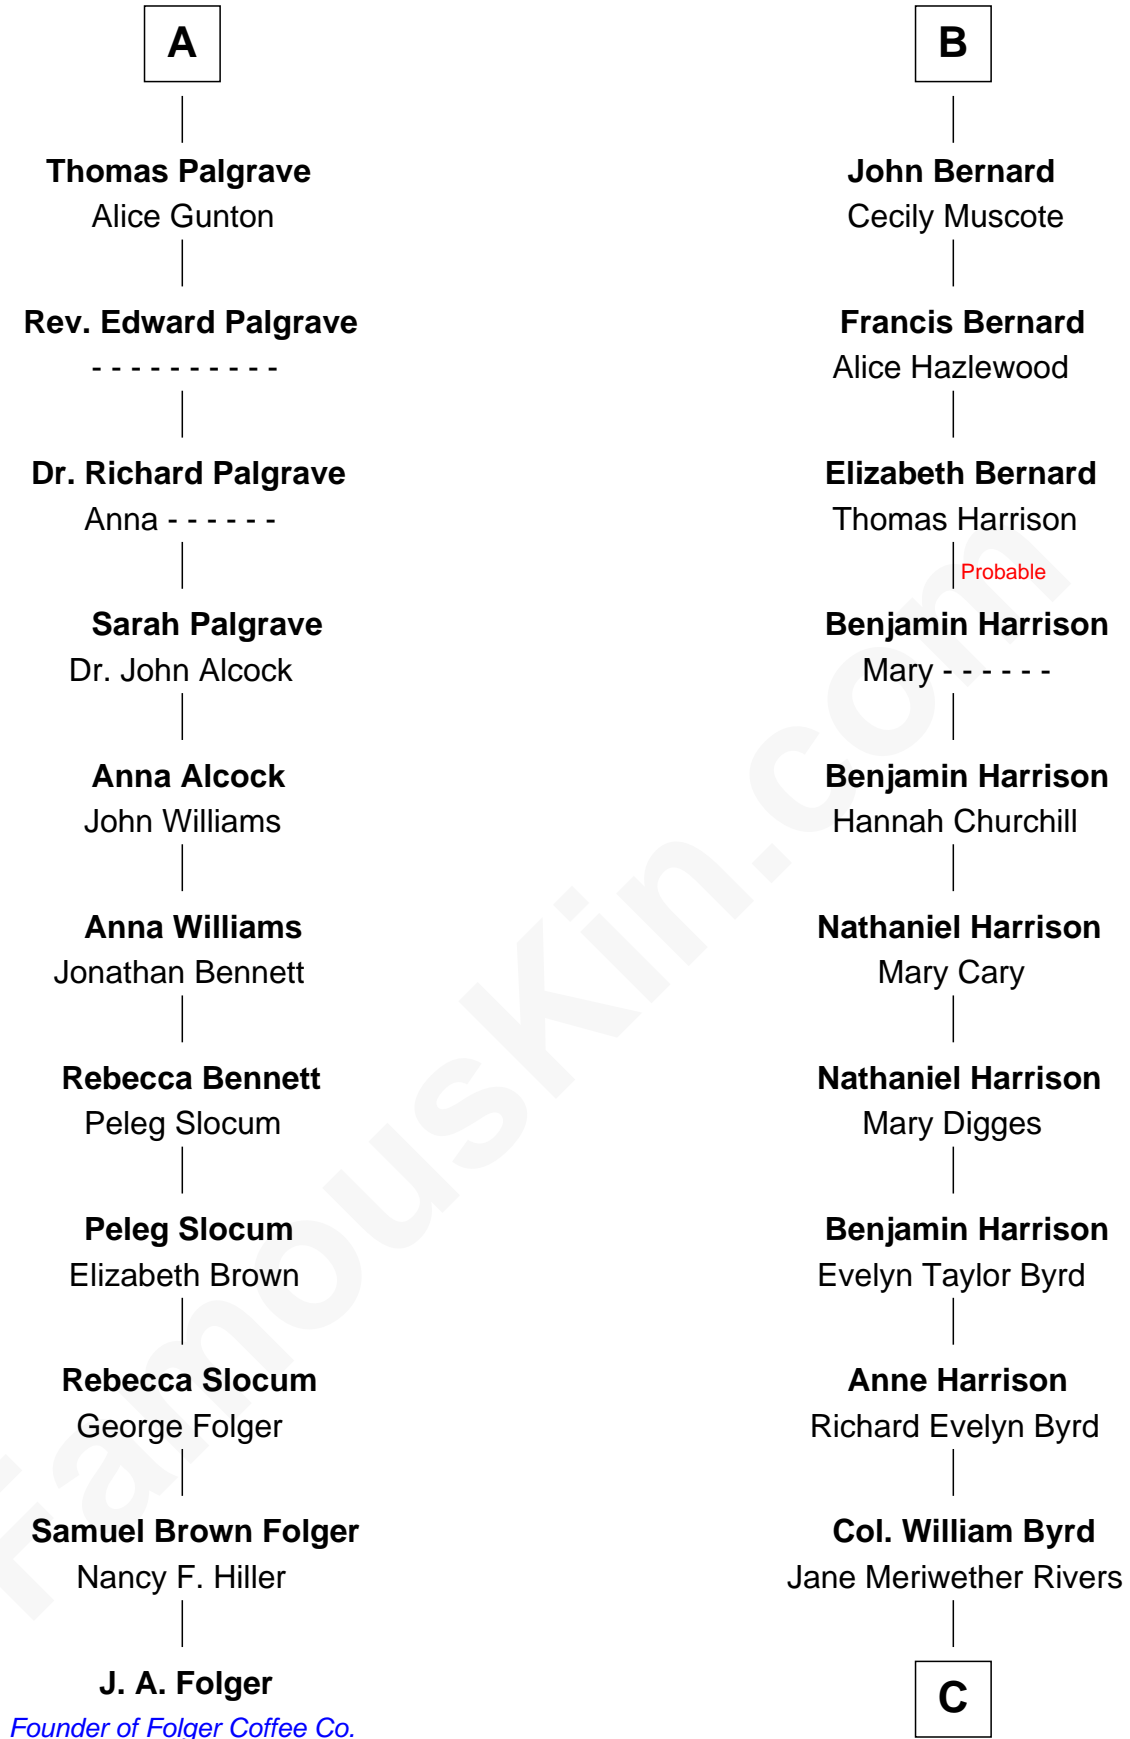 A
Thomas Palgrave
Alice Gunton
Rev. Edward Palgrave
- - - - - - - - - -
Dr. Richard Palgrave
Anna - - - - - -
Sarah Palgrave
Dr. John Alcock
Anna Alcock
John Williams
Anna Williams
Jonathan Bennett
Rebecca Bennett
Peleg Slocum
Peleg Slocum
Elizabeth Brown
Rebecca Slocum
George Folger
Samuel Brown Folger
Nancy F. Hiller
J. A. Folger
Founder of Folger Coffee Co.
B
John Bernard
Cecily Muscote
Francis Bernard
Alice Hazlewood
Elizabeth Bernard
Thomas Harrison
Probable
Benjamin Harrison
Mary - - - - - -
Benjamin Harrison
Hannah Churchill
Nathaniel Harrison
Mary Cary
Nathaniel Harrison
Mary Digges
Benjamin Harrison
Evelyn Taylor Byrd
Anne Harrison
Richard Evelyn Byrd
Col. William Byrd
Jane Meriwether Rivers
C
FamousKin.com